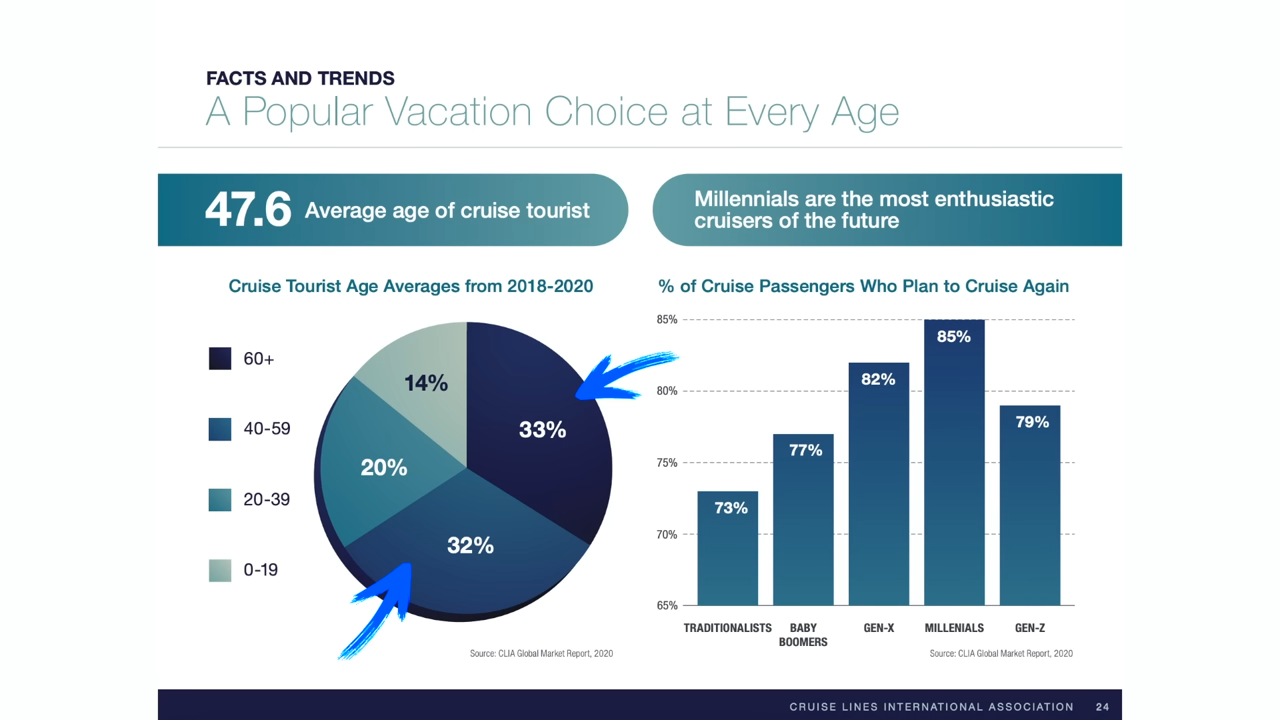 FACTS AND TRENDS
A Popular Vacation Choice at Every Age
47.6 Average age of cruise tourist
Millennials are the most enthusiastic
cruisers of the future
Cruise Tourist Age Averages from 2018-2020
60+
40-59
20-39
0-19
14%
33%
20%
32%
Source: CLIA Global Market Report, 2020
% of Cruise Passengers Who Plan to Cruise Again
85%
80%
75%
70%
65%
73%
77%
82%
85%
79%
TRADITIONALISTS
BABY
BOOMERS
GEN-X
MILLENIALS
GEN-Z
Source: CLIA Global Market Report, 2020
CRUISE LINES INTERNATIONAL ASSOCIATION 24